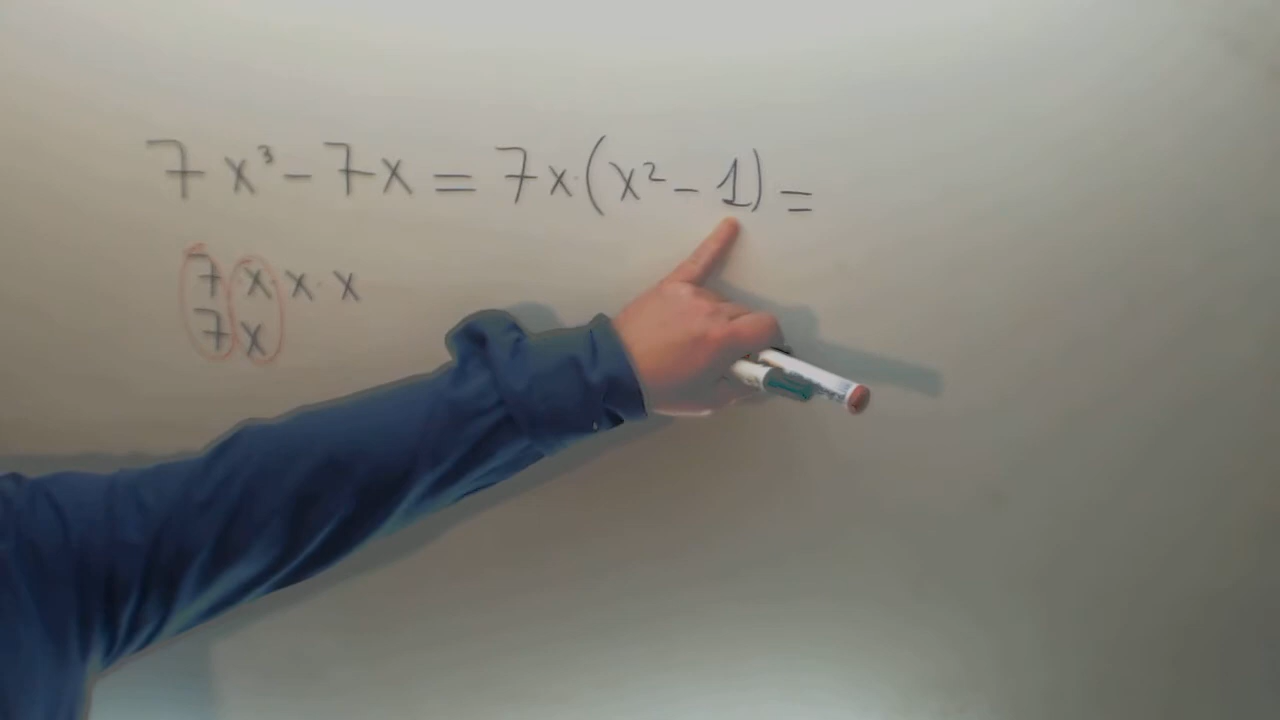 7x³ - 7x = 7x·(x² - 1) =
7·x·x·x
7x